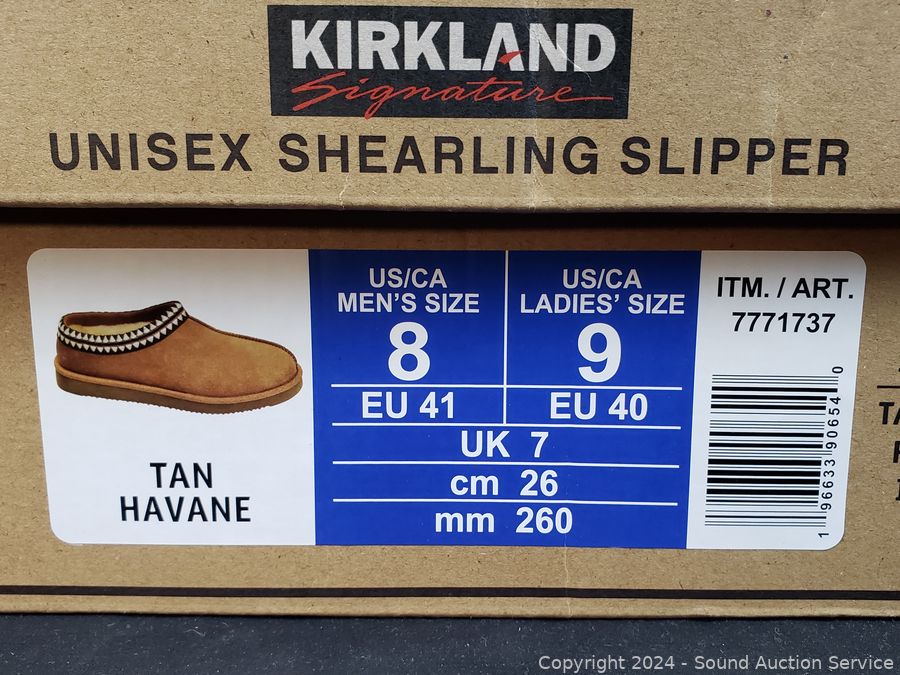 KIRKLAND
Signature
UNISEX SHEARLING SLIPPER
TAN
HAVANE
US/CA
MEN'S SIZE
8
EU 41
US/CA
LADIES' SIZE
9
EU 40
UK 7
cm 26
mm 260
ITM. / ART.
7771737
1 96633 90654 0
Copyright 2024 - Sound Auction Service